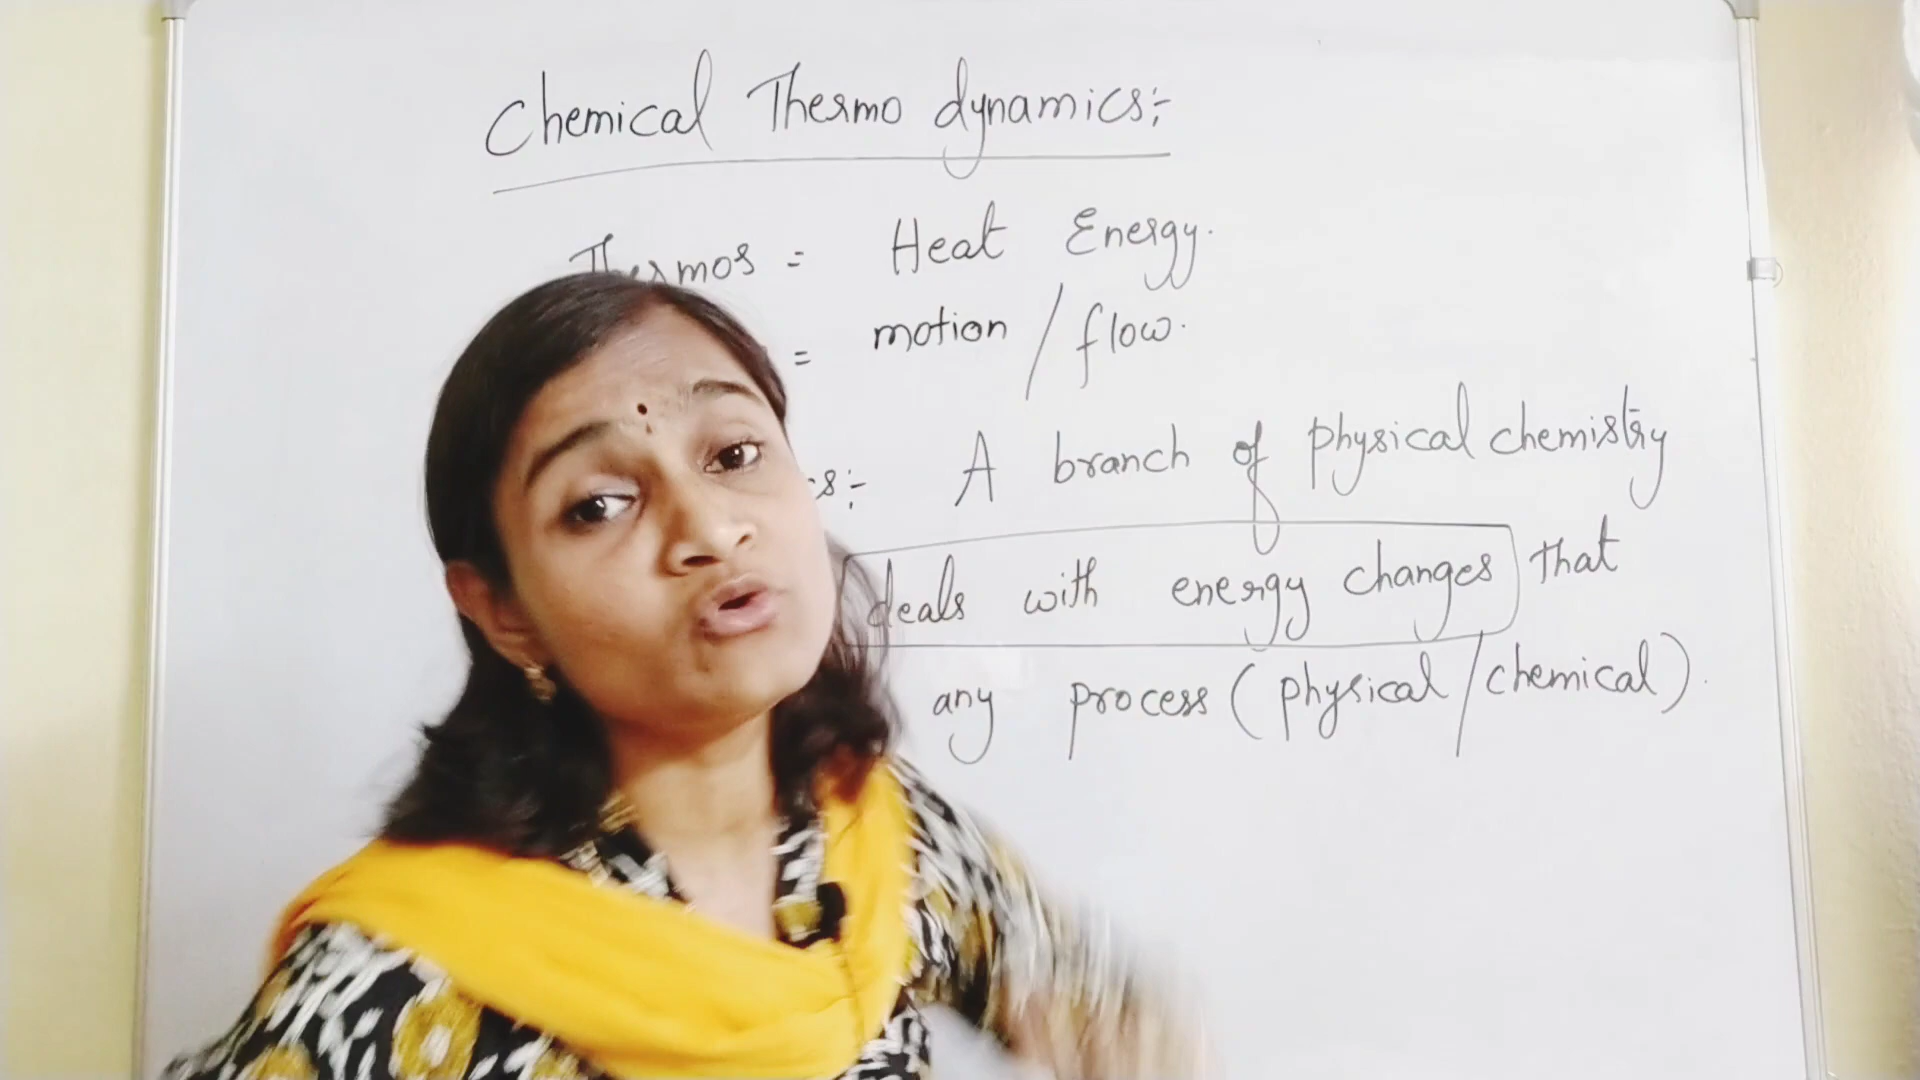 Chemical Thermo dynamics:-
Thermos = Heat Energy.
= motion / flow.
s:- A branch of physical chemistry
deals with energy changes that
any process (physical/chemical).